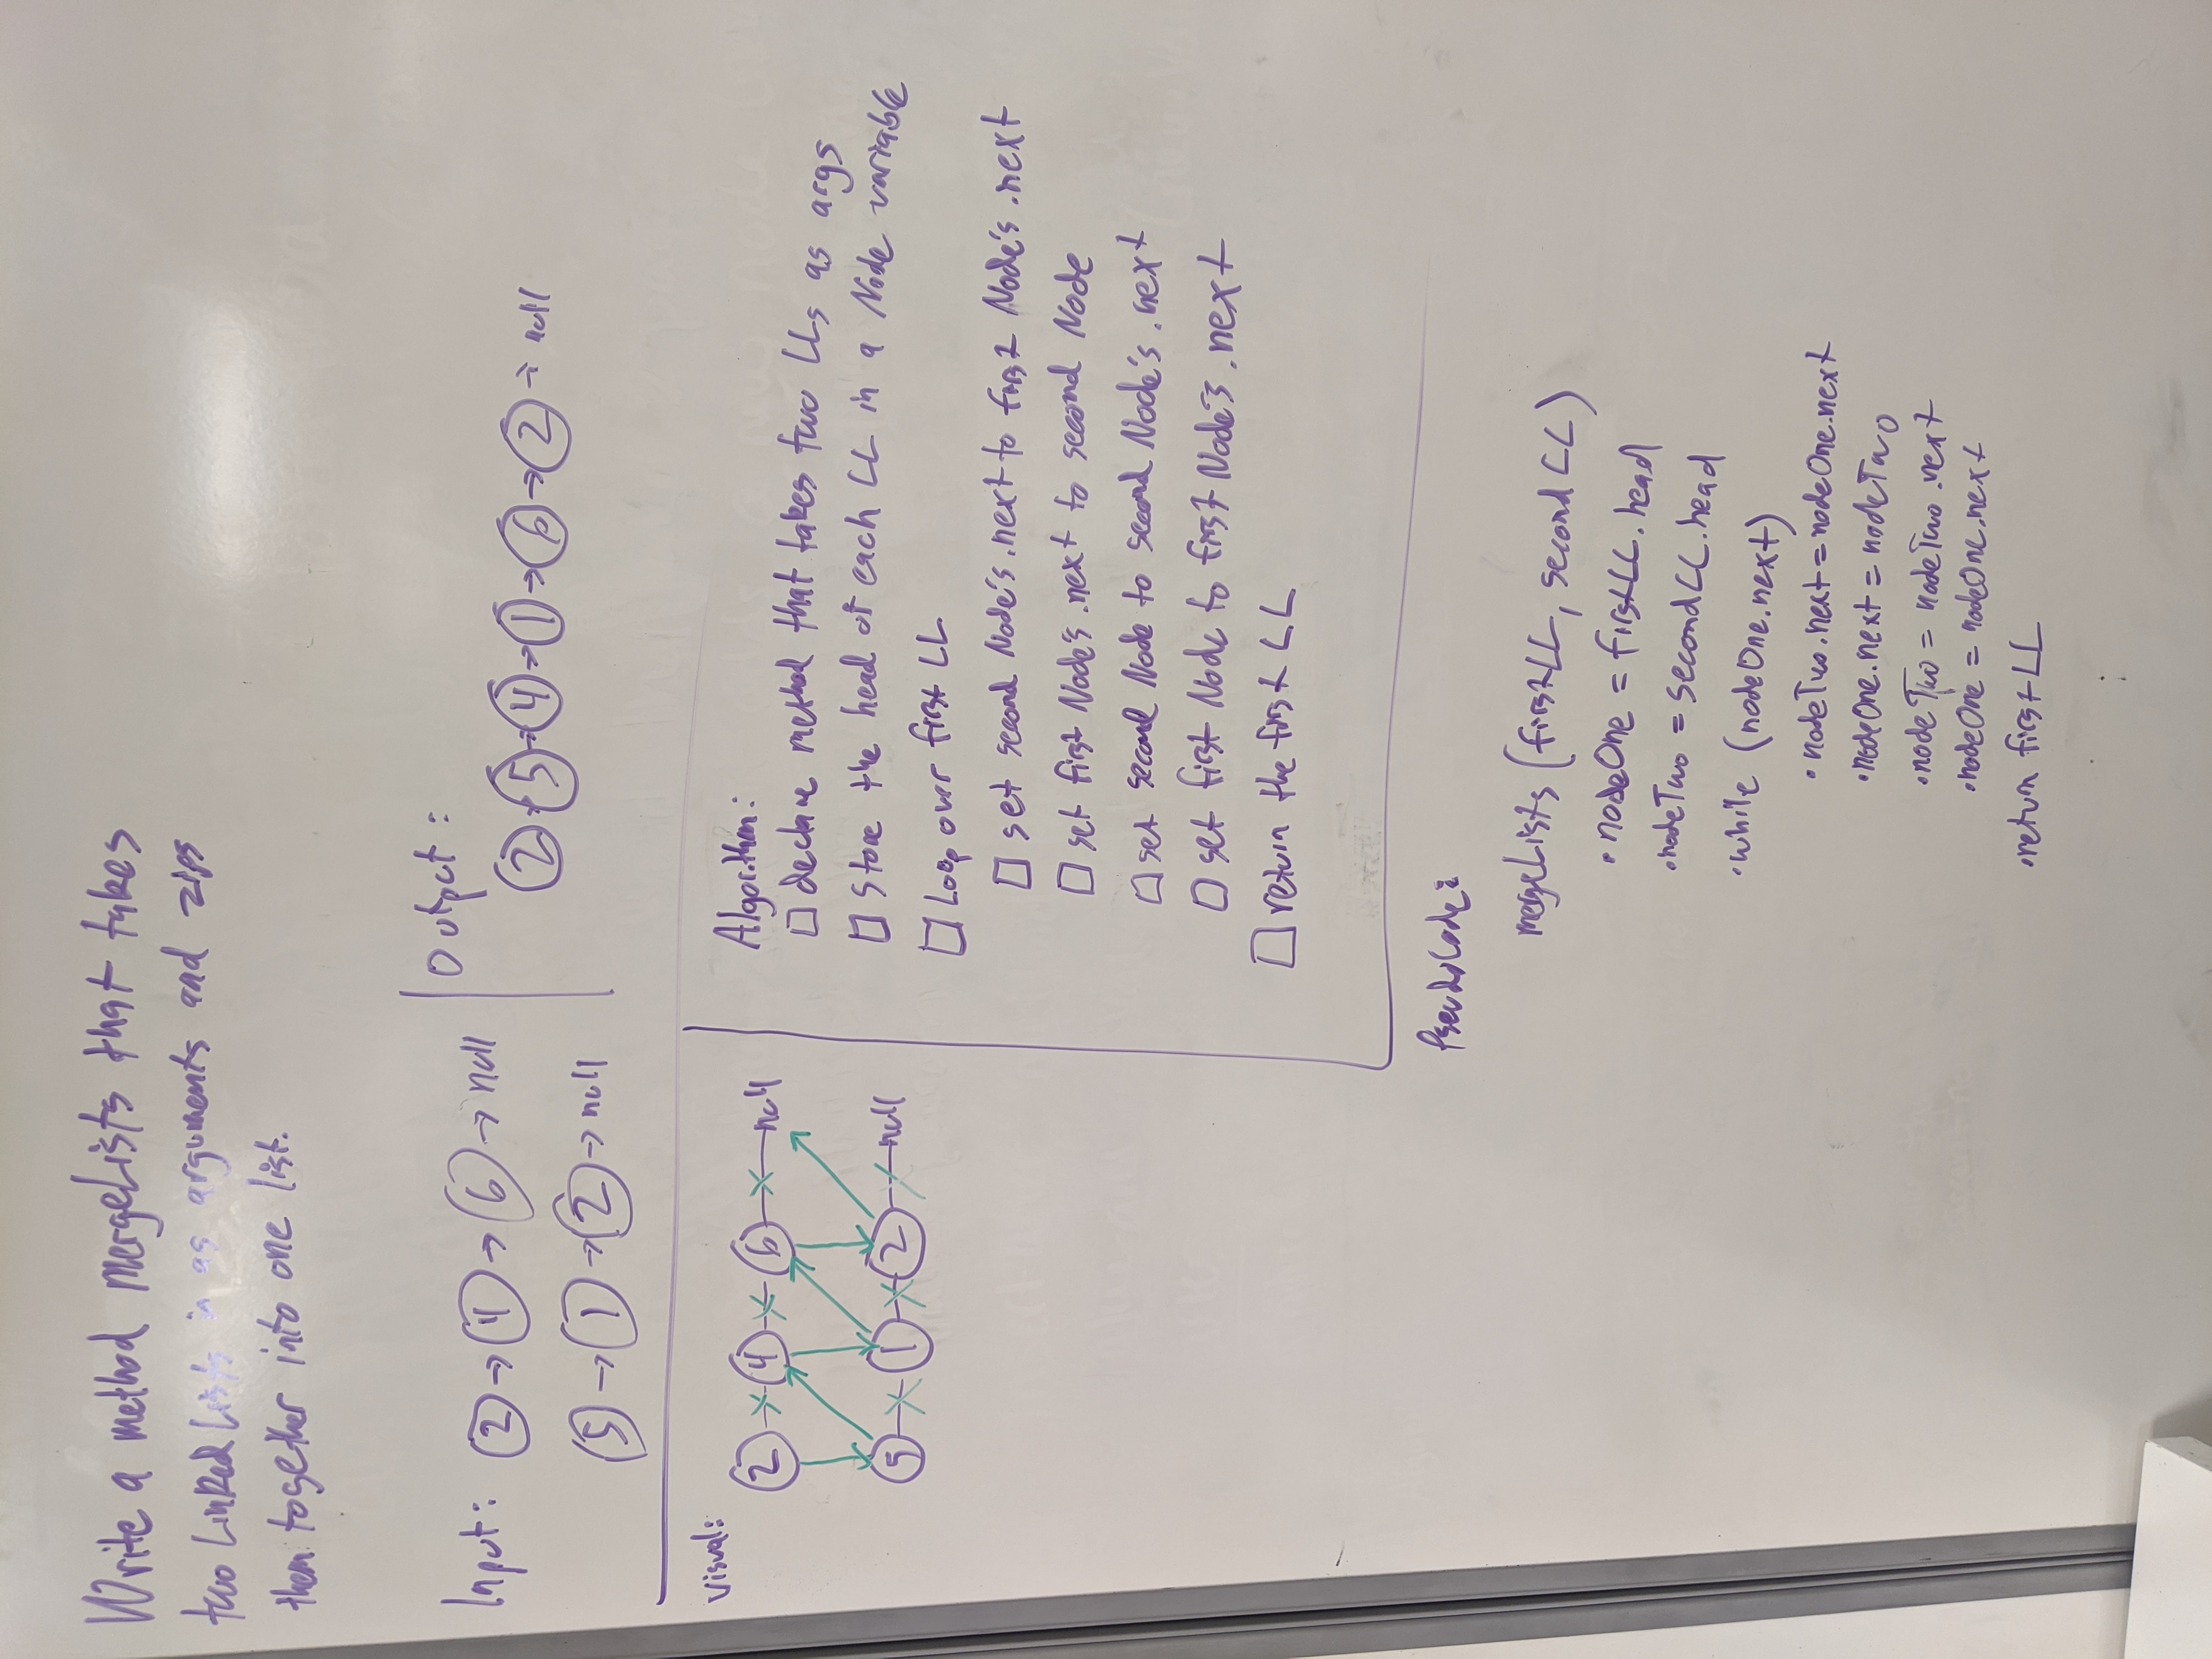 Write a method mergeLists that takes
two Linked Lists in as arguments and zips
them together into one list.
Input: 2 → 4 → 6 → null
5 → 1 → 2 → null
Output:
2 → 5 → 4 → 1 → 6 → 2 → null
Visual:
2 4 6 null
5 1 2 null
Algorithm:
□ declare method that takes two LLs as args
□ Store the head of each LL in a Node variable
□ Loop over first LL
□ set second Node's .next to first Node's .next
□ set first Node's .next to second Node
□ set second Node to second Node's .next
□ set first Node to first Node's .next
□ return the first LL
PseudoCode:
mergeLists (firstLL, secondLL)
• nodeOne = firstLL.head
• nodeTwo = secondLL.head
• while (nodeOne.next)
• nodeTwo.next = nodeOne.next
• nodeOne.next = nodeTwo
• nodeTwo = nodeTwo.next
• nodeOne = nodeOne.next
• return firstLL